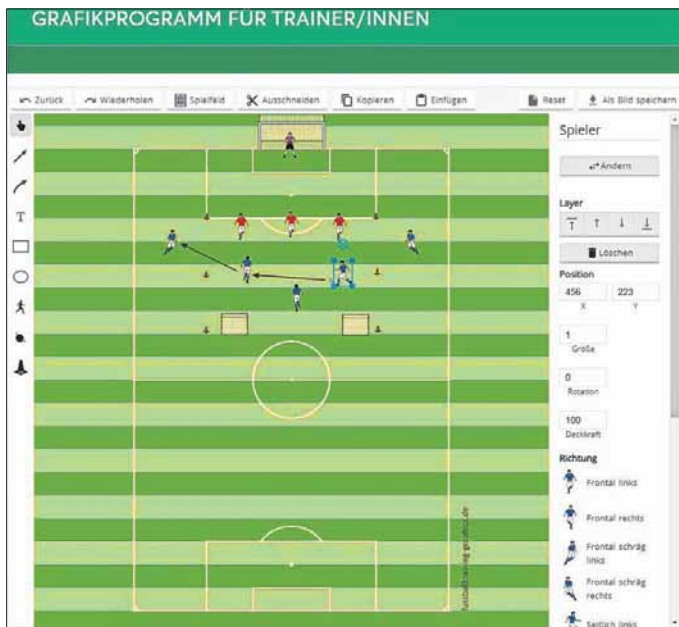 GRAFIKPROGRAMM FÜR TRAINER/INNEN
Zurück Wiederholen Spielfeld Ausschneiden Kopieren Einfügen Reset Als Bild speichern
Spieler
Ändern
Layer
Löschen
Position
456 223
X Y
1
Größe
0
Rotation
100
Deckkraft
Richtung
Frontal links
Frontal rechts
Frontal schräg
links
Frontal schräg
rechts
Seitlich links
T